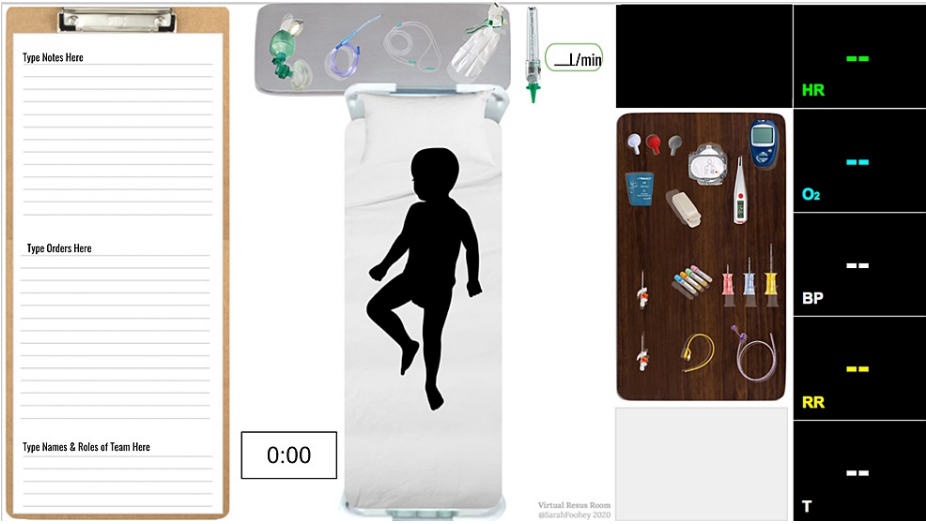 Type Notes Here
Type Orders Here
Type Names & Roles of Team Here
0:00
__L/min
Virtual Resus Room
@SarahFoohey 2020
--
HR
--
O₂
--
BP
--
RR
--
T